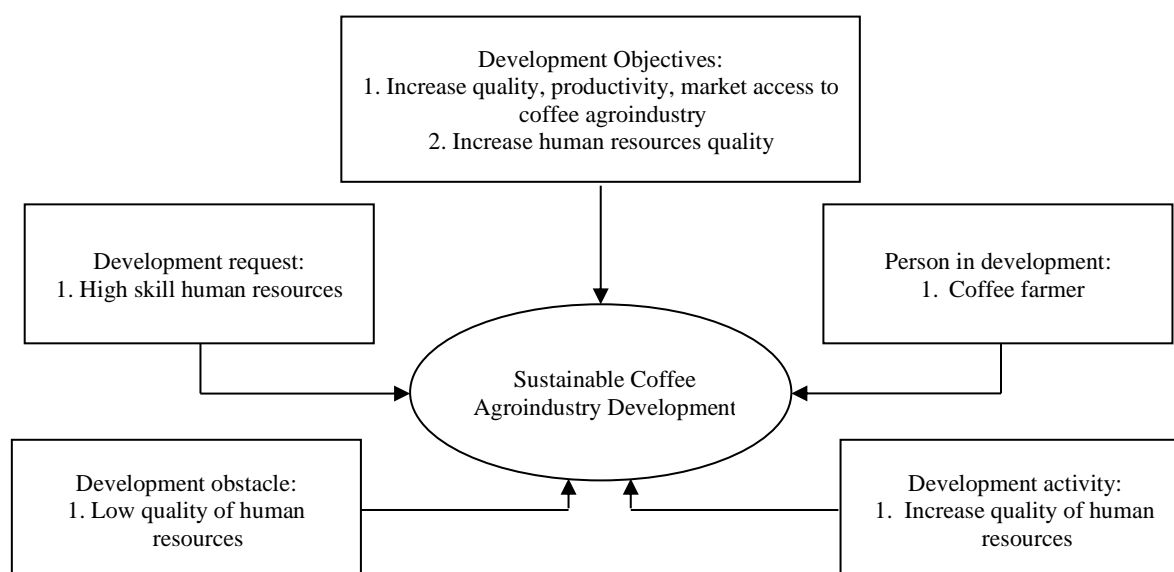 Development Objectives:
1. Increase quality, productivity, market access to
coffee agroindustry
2. Increase human resources quality
Development request:
1. High skill human resources
Person in development:
1. Coffee farmer
Sustainable Coffee
Agroindustry Development
Development obstacle:
1. Low quality of human
resources
Development activity:
1. Increase quality of human
resources